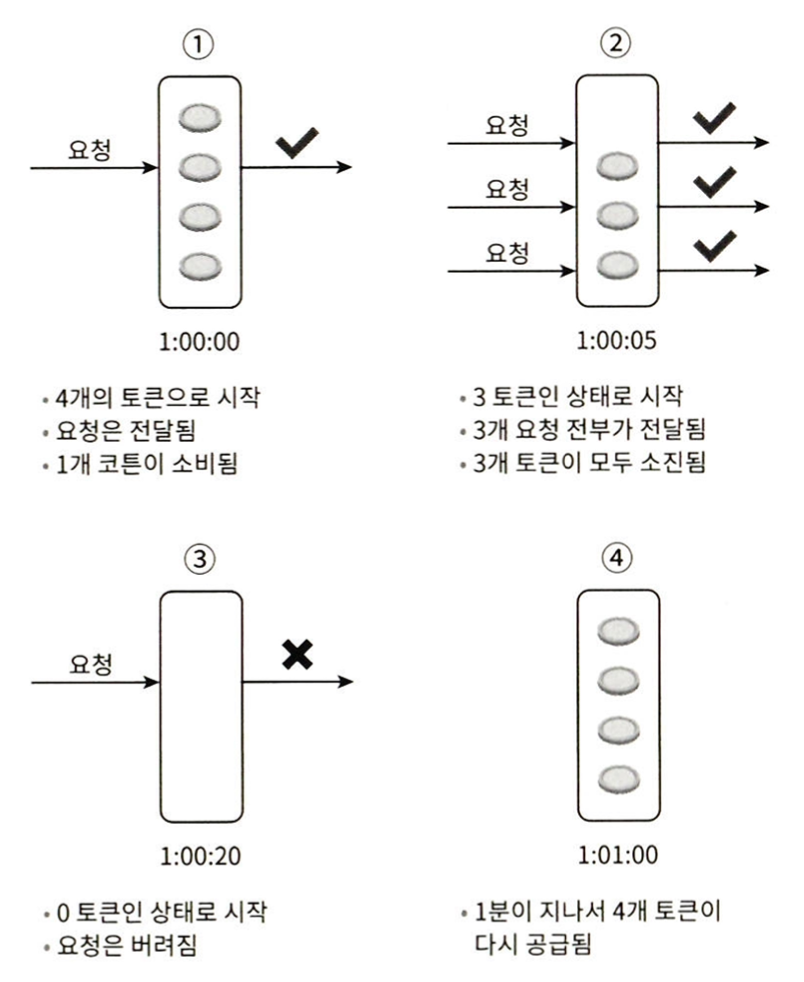 ①
요청
1:00:00
• 4개의 토큰으로 시작
• 요청은 전달됨
• 1개 코튼이 소비됨
②
요청
요청
요청
1:00:05
• 3 토큰인 상태로 시작
• 3개 요청 전부가 전달됨
• 3개 토큰이 모두 소진됨
③
요청
1:00:20
• 0 토큰인 상태로 시작
• 요청은 버려짐
④
1:01:00
• 1분이 지나서 4개 토큰이
다시 공급됨